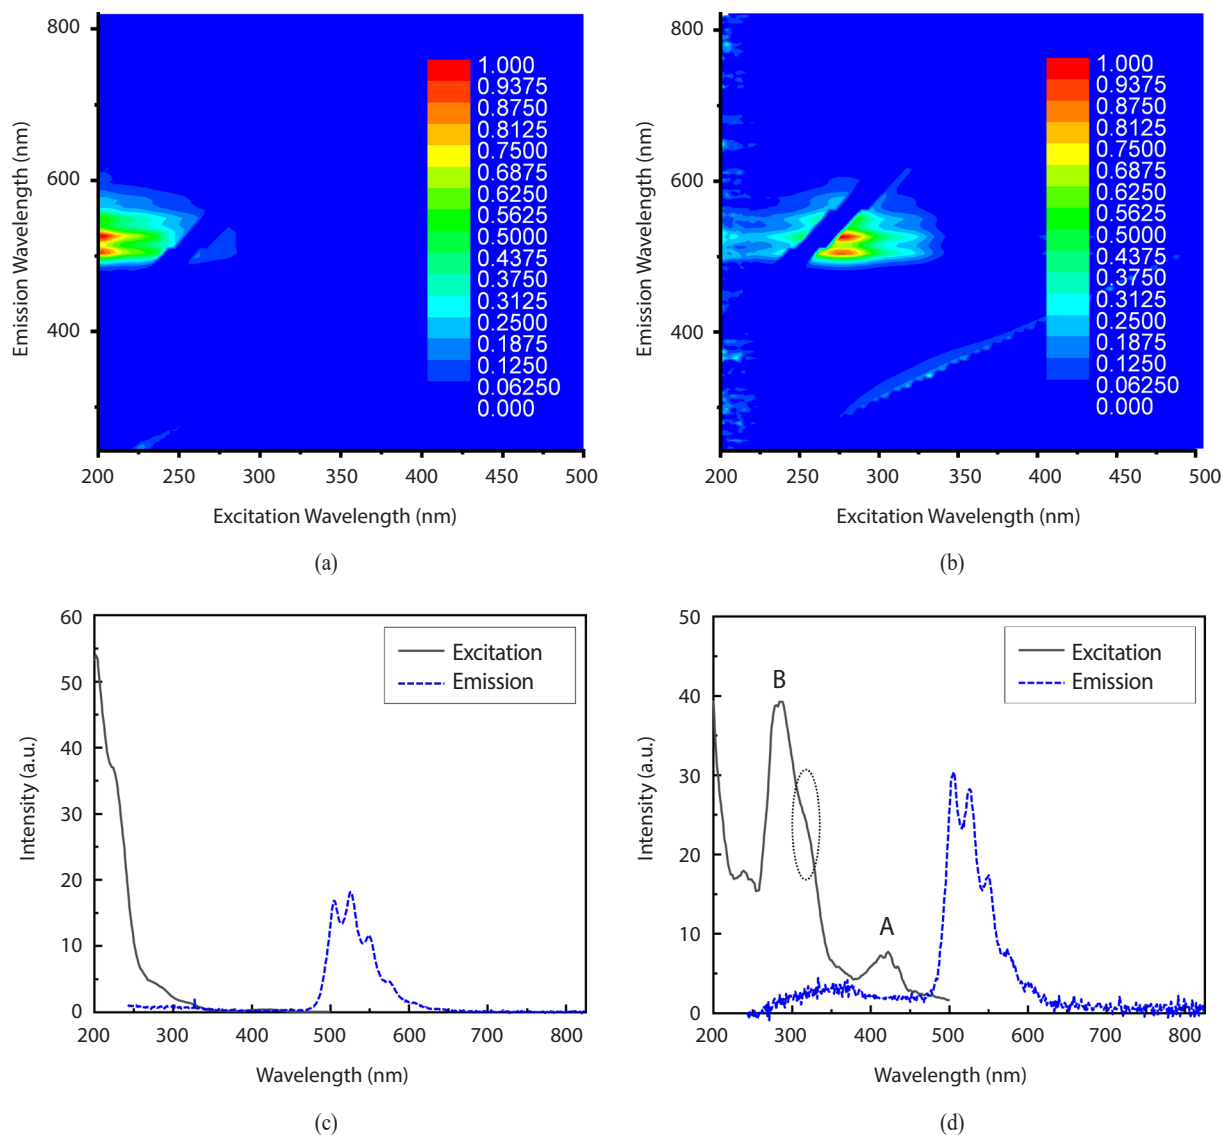 800
600
400
Emission Wavelength (nm)
1.000
0.9375
0.8750
0.8125
0.7500
0.6875
0.6250
0.5625
0.5000
0.4375
0.3750
0.3125
0.2500
0.1875
0.1250
0.06250
0.000
200 250 300 350 400 450 500
Excitation Wavelength (nm)
(a)
800
600
400
Emission Wavelength (nm)
1.000
0.9375
0.8750
0.8125
0.7500
0.6875
0.6250
0.5625
0.5000
0.4375
0.3750
0.3125
0.2500
0.1875
0.1250
0.06250
0.000
200 250 300 350 400 450 500
Excitation Wavelength (nm)
(b)
60
50
40
30
20
10
0
Intensity (a.u.)
Excitation
Emission
200 300 400 500 600 700 800
Wavelength (nm)
(c)
50
40
30
20
10
0
Intensity (a.u.)
Excitation
Emission
B
A
200 300 400 500 600 700 800
Wavelength (nm)
(d)